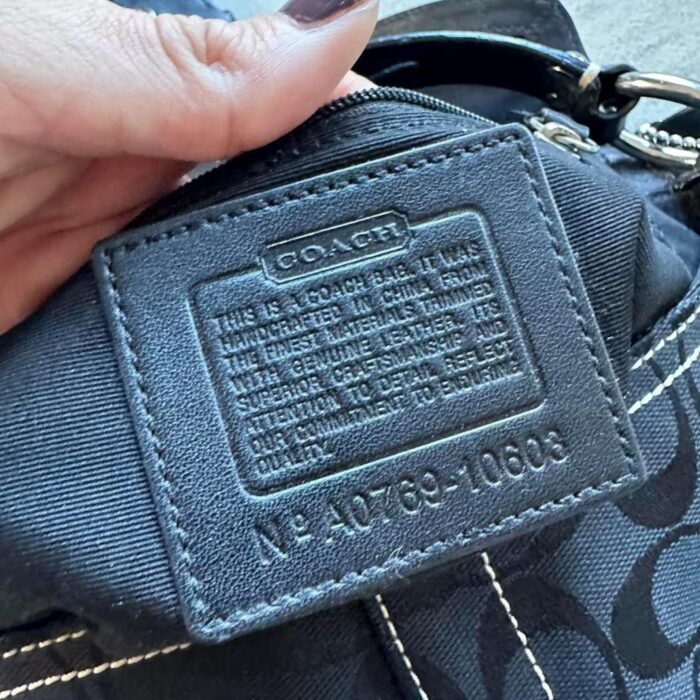 COACH
THIS IS A COACH BAG. IT WAS
HANDCRAFTED IN CHINA FROM
THE FINEST MATERIALS TRIMMED
WITH GENUINE LEATHER. ITS
SUPERIOR CRAFTSMANSHIP AND
ATTENTION TO DETAIL REFLECT
OUR COMMITMENT TO ENDURING
QUALITY.
Nº A0769-10603